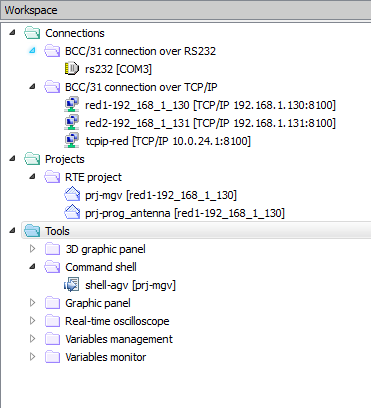 Workspace
Connections
BCC/31 connection over RS232
rs232 [COM3]
BCC/31 connection over TCP/IP
red1-192_168_1_130 [TCP/IP 192.168.1.130:8100]
red2-192_168_1_131 [TCP/IP 192.168.1.131:8100]
tcpip-red [TCP/IP 10.0.24.1:8100]
Projects
RTE project
prj-mgv [red1-192_168_1_130]
prj-prog_antenna [red1-192_168_1_130]
Tools
3D graphic panel
Command shell
shell-agv [prj-mgv]
Graphic panel
Real-time oscilloscope
Variables management
Variables monitor